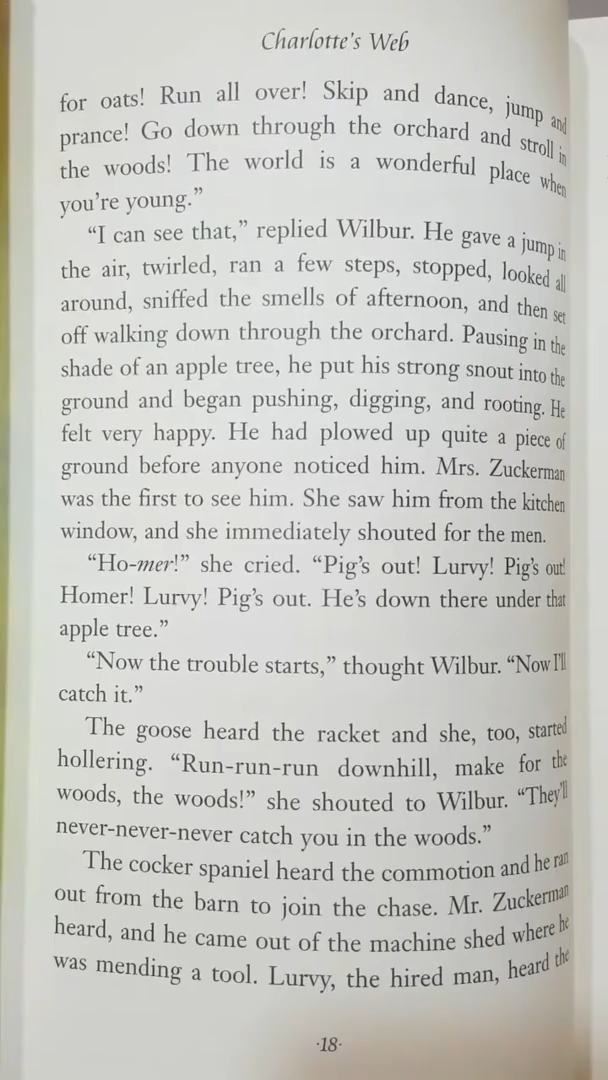 Charlotte's Web
for oats! Run all over! Skip and dance, jump and
prance! Go down through the orchard and stroll in
the woods! The world is a wonderful place when
you're young.”
“I can see that,” replied Wilbur. He gave a jump in
the air, twirled, ran a few steps, stopped, looked all
around, sniffed the smells of afternoon, and then set
off walking down through the orchard. Pausing in the
shade of an apple tree, he put his strong snout into the
ground and began pushing, digging, and rooting. He
felt very happy. He had plowed up quite a piece of
ground before anyone noticed him. Mrs. Zuckerman
was the first to see him. She saw him from the kitchen
window, and she immediately shouted for the men.
“Ho-mer!” she cried. “Pig's out! Lurvy! Pig's out!
Homer! Lurvy! Pig's out. He's down there under that
apple tree.”
“Now the trouble starts,” thought Wilbur. “Now I'll
catch it.”
The goose heard the racket and she, too, started
hollering. “Run-run-run downhill, make for the
woods, the woods!” she shouted to Wilbur. “They'll
never-never-never catch you in the woods.”
The cocker spaniel heard the commotion and he ran
out from the barn to join the chase. Mr. Zuckerman
heard, and he came out of the machine shed where he
was mending a tool. Lurvy, the hired man, heard the
·18·